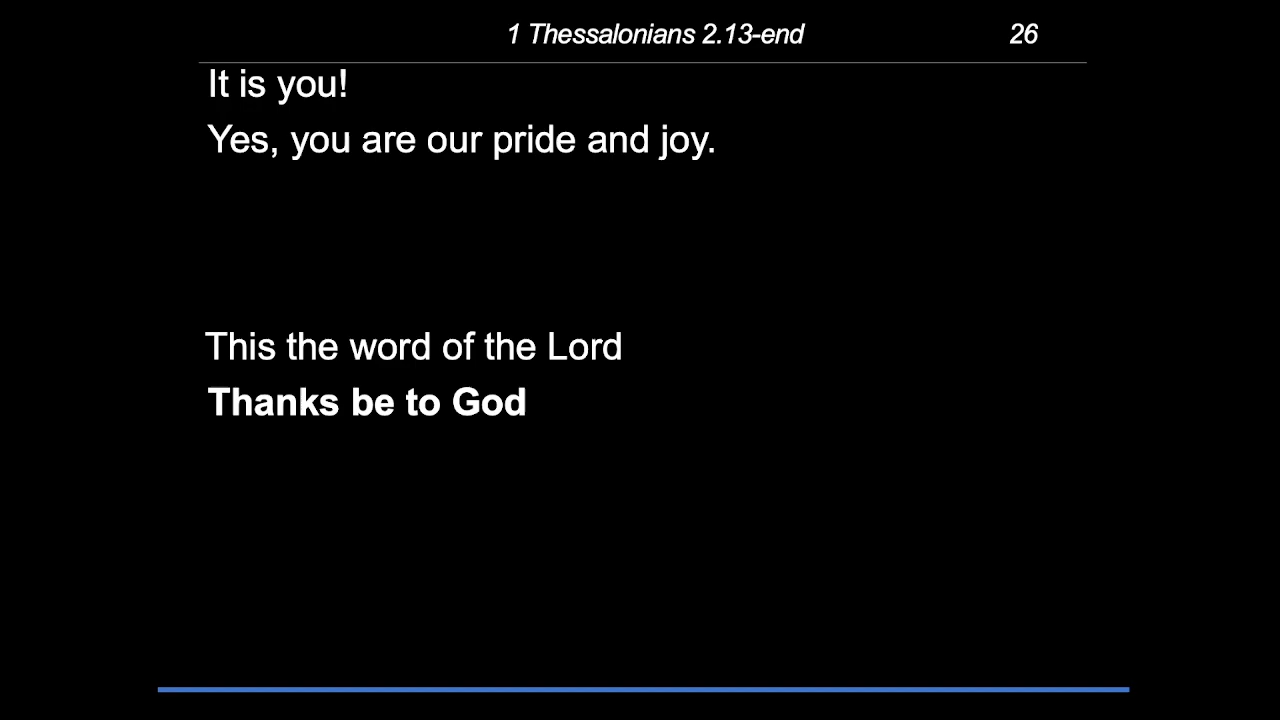 1 Thessalonians 2.13-end 26
It is you!
Yes, you are our pride and joy.
This the word of the Lord
Thanks be to God